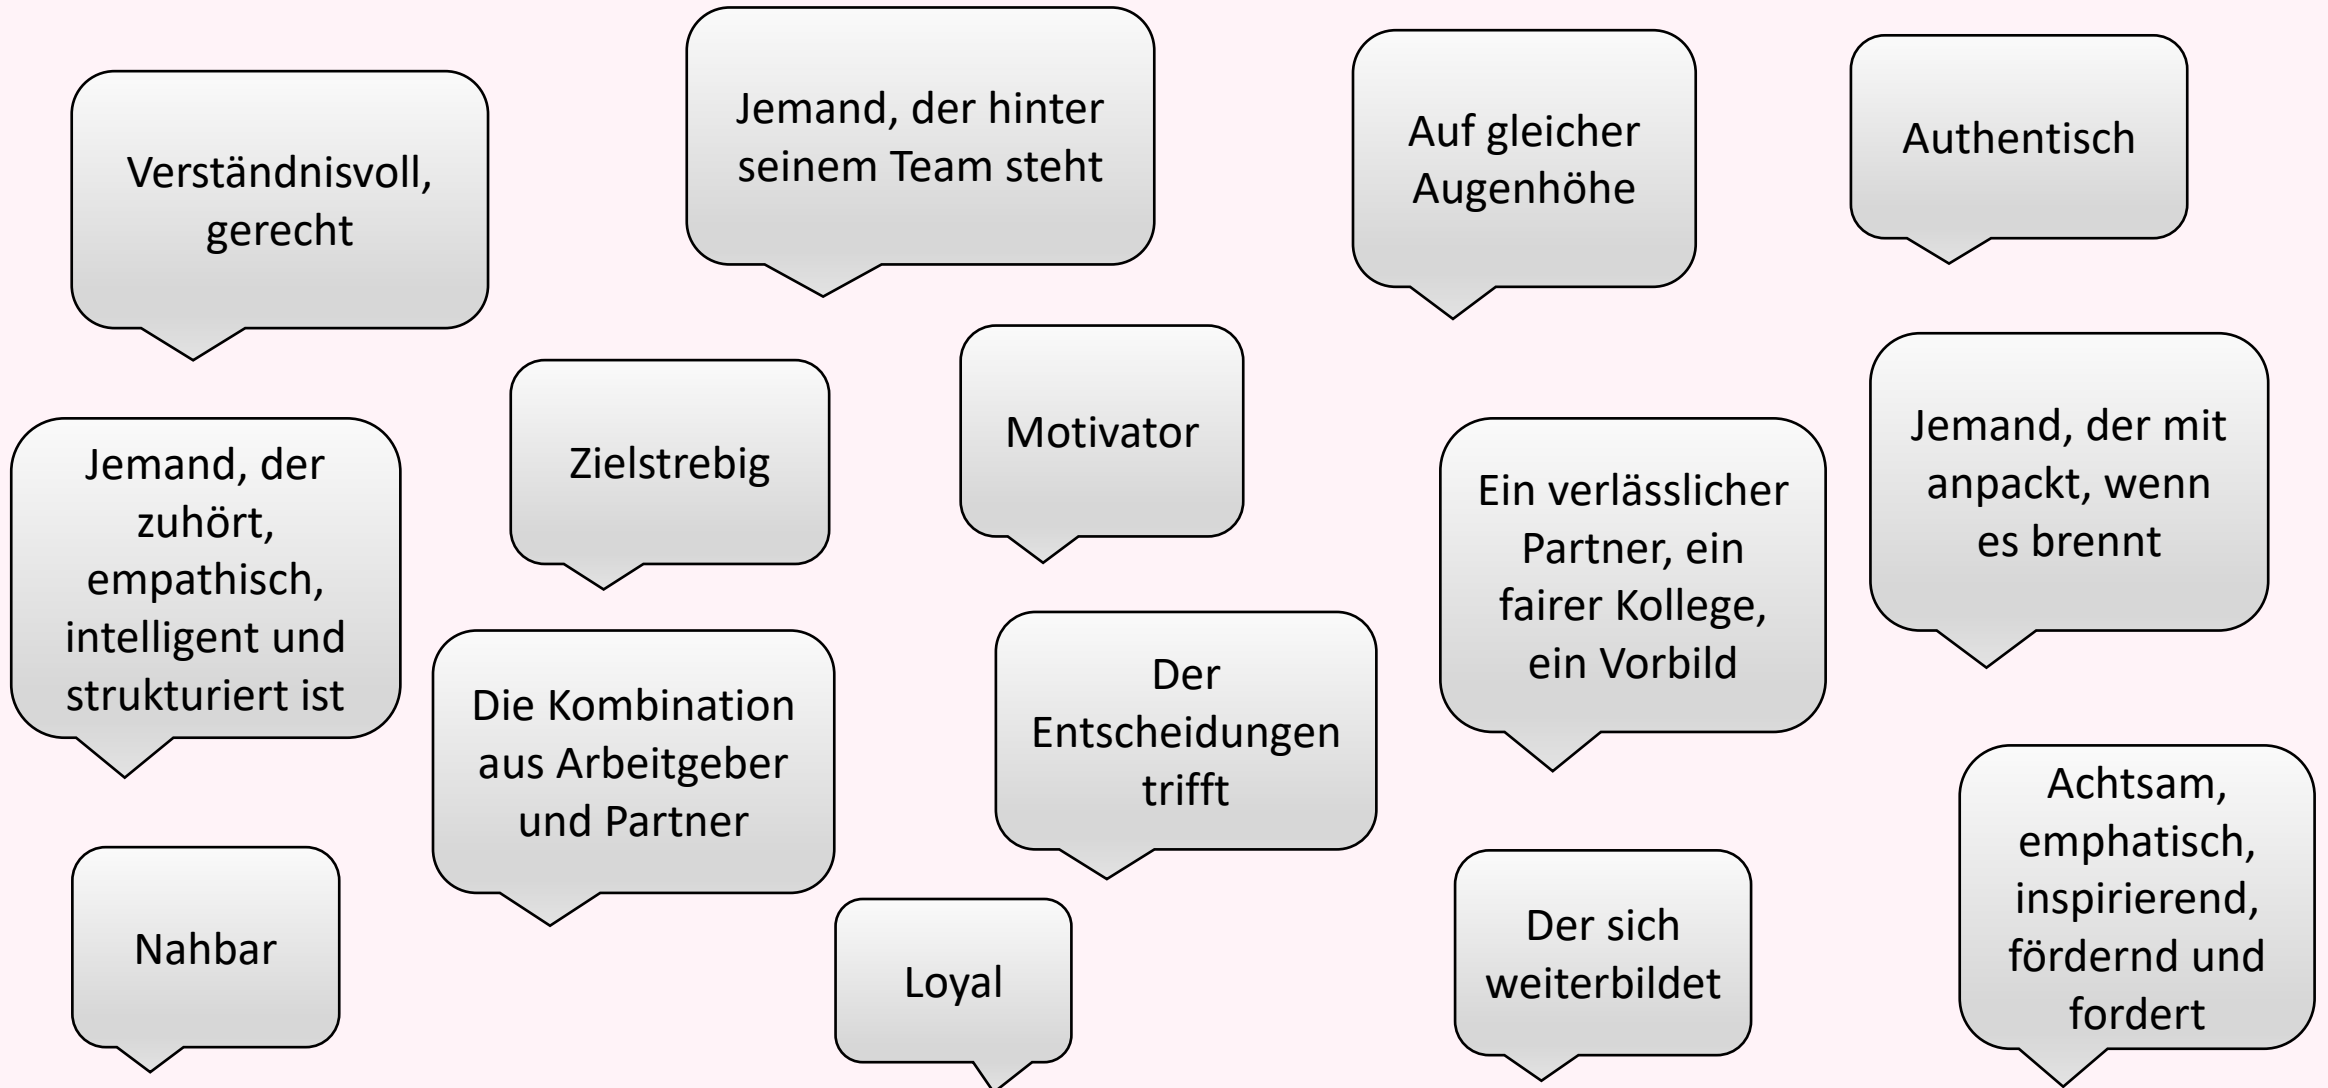 Verständnisvoll,
gerecht
Jemand, der hinter
seinem Team steht
Auf gleicher
Augenhöhe
Authentisch
Jemand, der
zuhört,
empathisch,
intelligent und
strukturiert ist
Zielstrebig
Motivator
Ein verlässlicher
Partner, ein
fairer Kollege,
ein Vorbild
Jemand, der mit
anpackt, wenn
es brennt
Die Kombination
aus Arbeitgeber
und Partner
Der
Entscheidungen
trifft
Nahbar
Loyal
Der sich
weiterbildet
Achtsam,
emphatisch,
inspirierend,
fördernd und
fordert